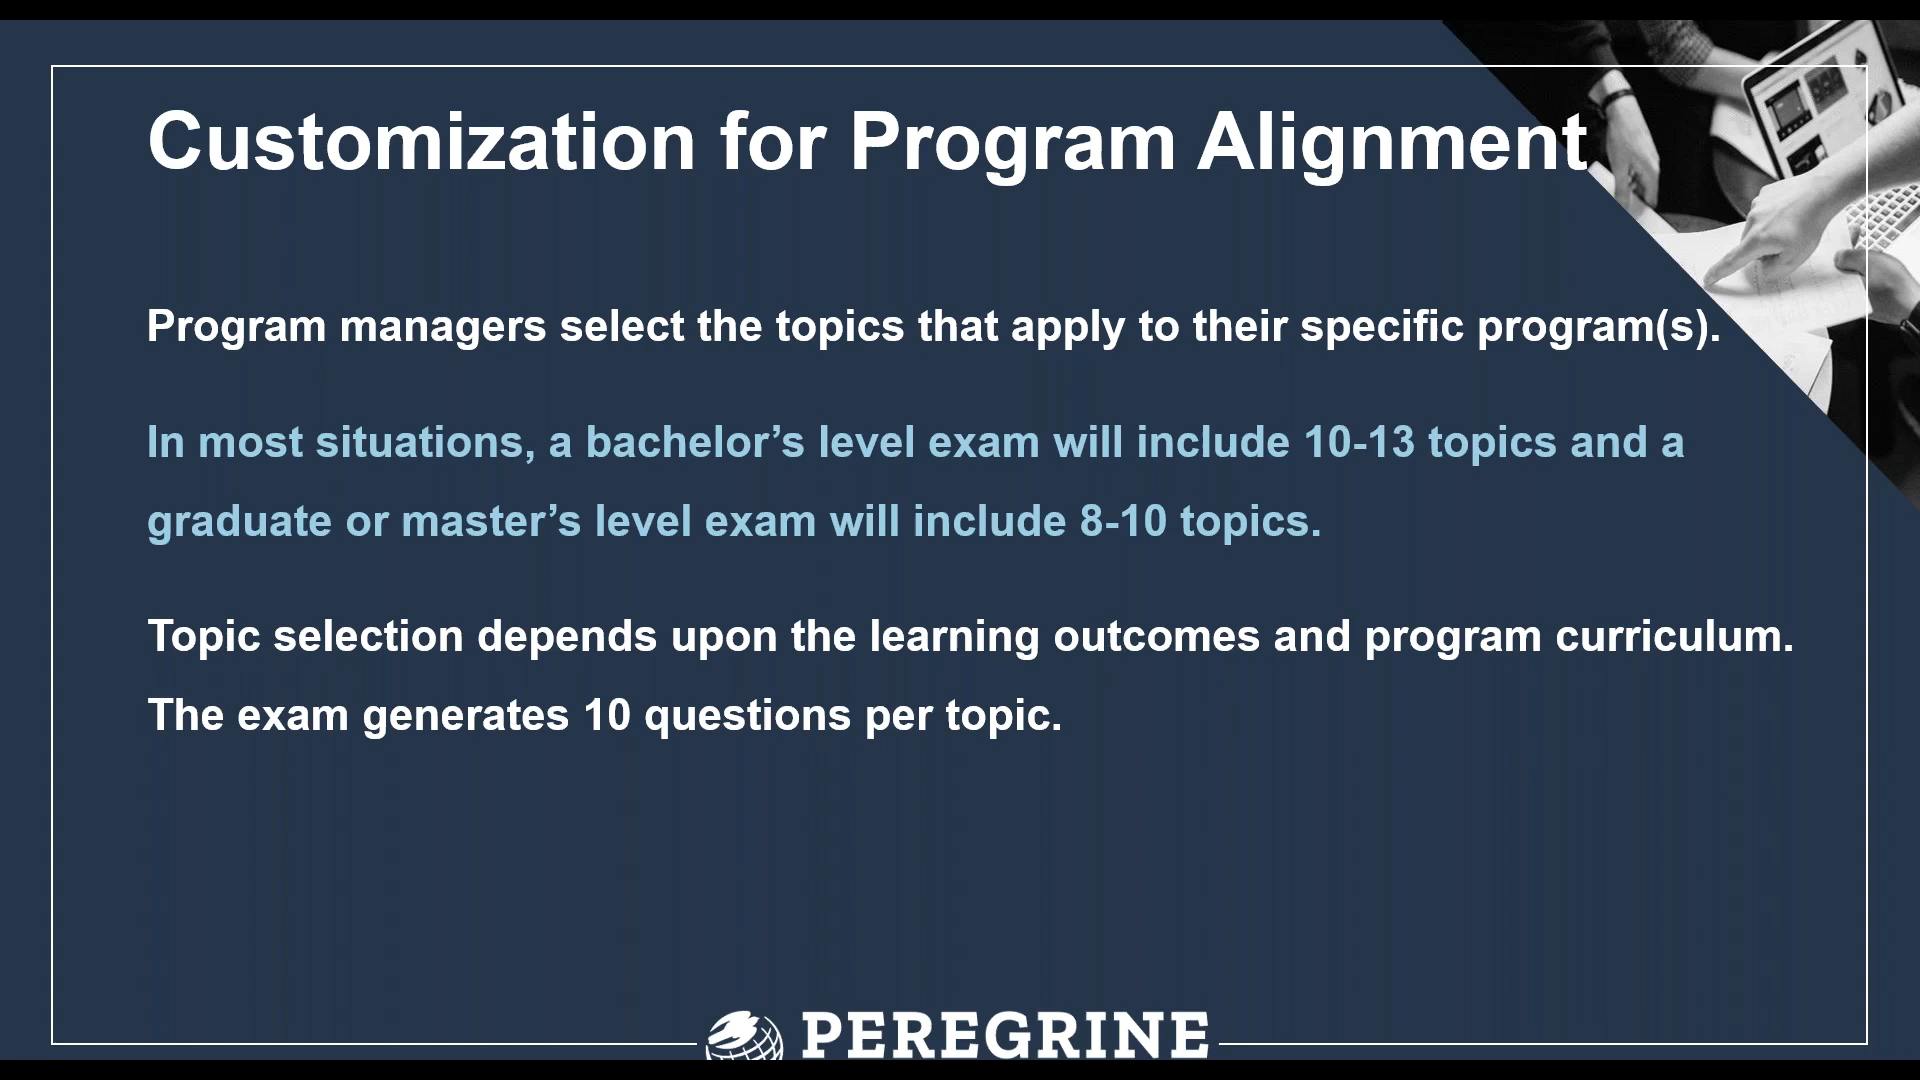 Customization for Program Alignment
Program managers select the topics that apply to their specific program(s).
In most situations, a bachelor’s level exam will include 10-13 topics and a
graduate or master’s level exam will include 8-10 topics.
Topic selection depends upon the learning outcomes and program curriculum.
The exam generates 10 questions per topic.
PEREGRINE